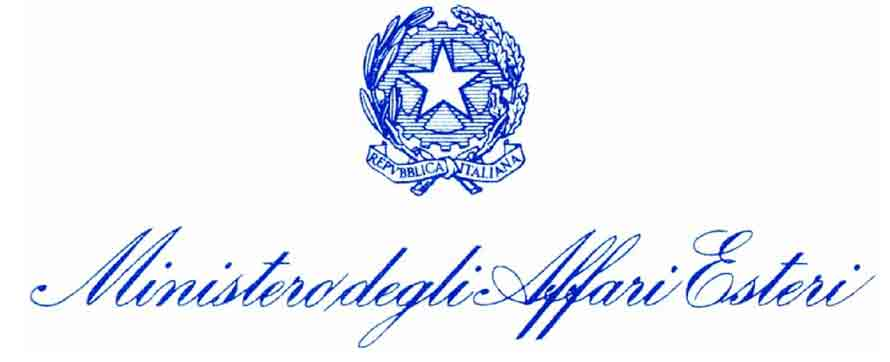 REPVBBLICA ITALIANA
Ministero degli Affari Esteri